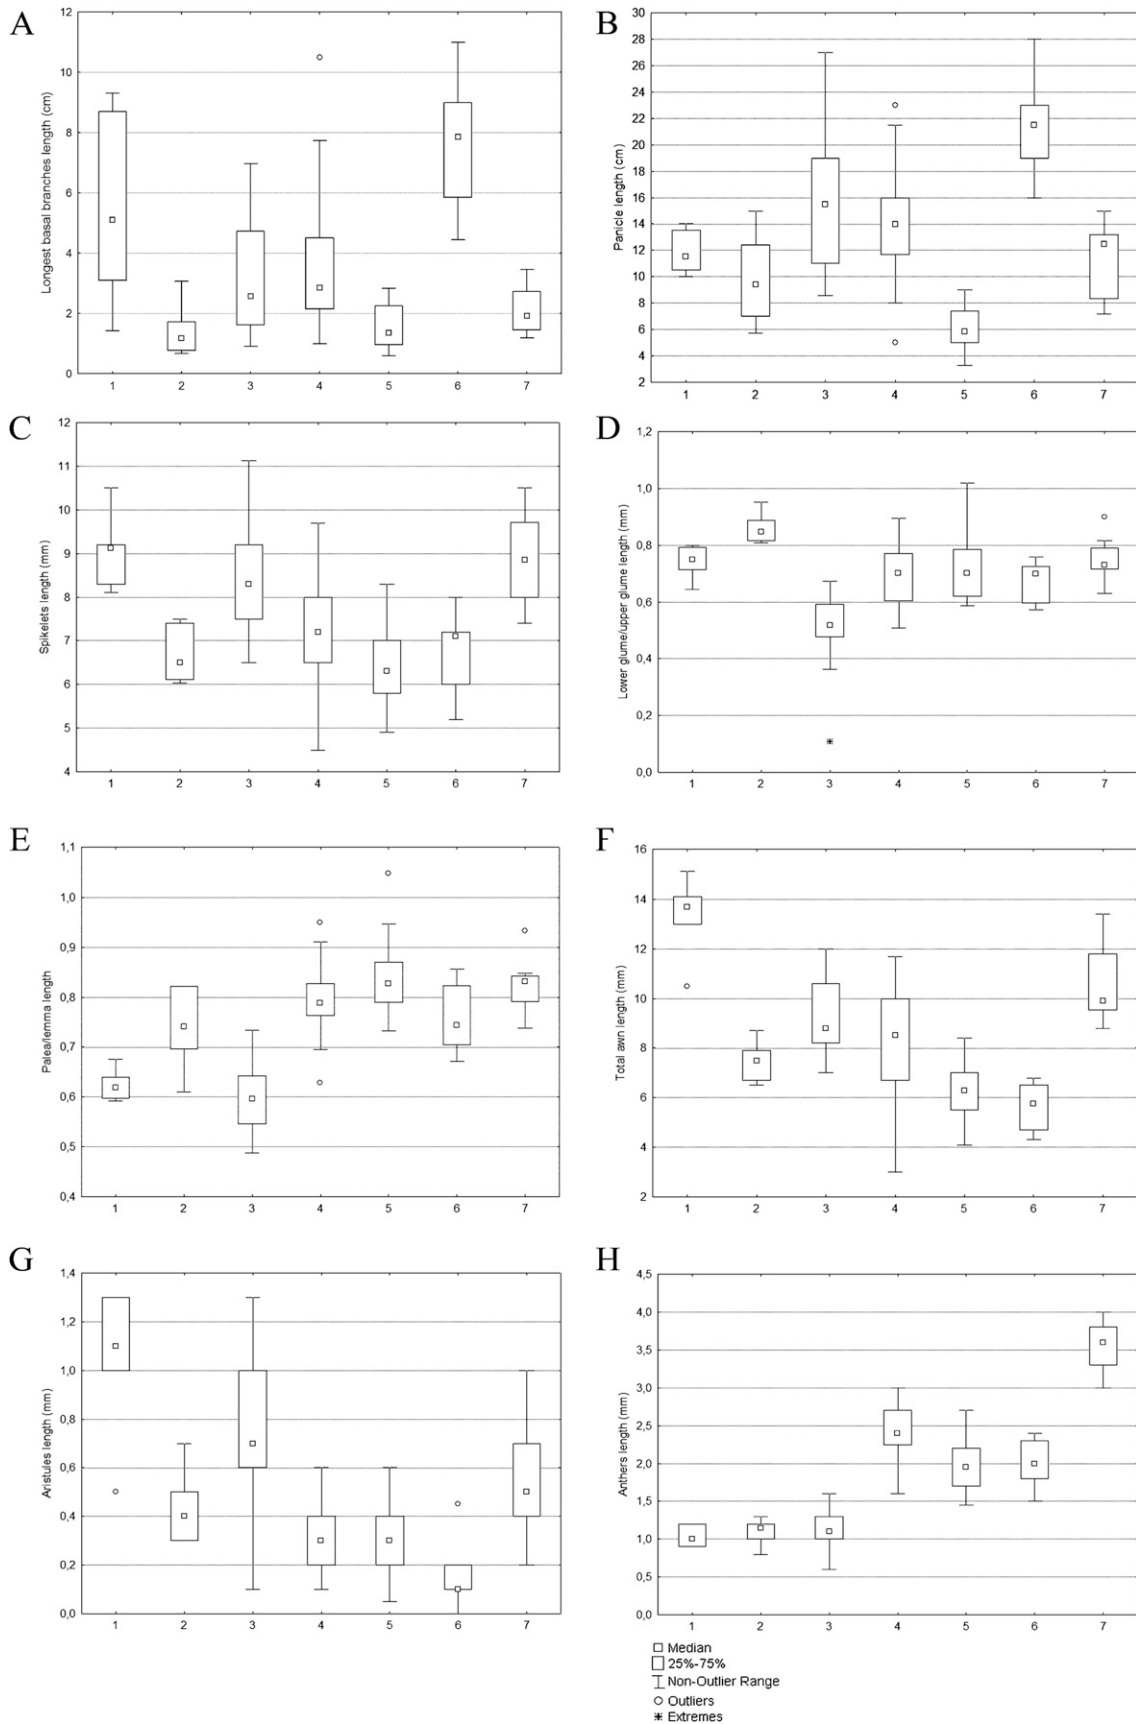 A
Longest basal branches length (cm)
12
10
8
6
4
2
0
1 2 3 4 5 6 7
B
Panicle length (cm)
30
28
26
24
22
20
18
16
14
12
10
8
6
4
2
1 2 3 4 5 6 7
C
Spikelets length (mm)
12
11
10
9
8
7
6
5
4
1 2 3 4 5 6 7
D
Lower glume/upper glume length (mm)
1,2
1,0
0,8
0,6
0,4
0,2
0,0
1 2 3 4 5 6 7
E
Palea/lemma length
1,1
1,0
0,9
0,8
0,7
0,6
0,5
0,4
1 2 3 4 5 6 7
F
Total awn length (mm)
16
14
12
10
8
6
4
2
1 2 3 4 5 6 7
G
Aristules length (mm)
1,4
1,2
1,0
0,8
0,6
0,4
0,2
0,0
1 2 3 4 5 6 7
H
Anthers length (mm)
4,5
4,0
3,5
3,0
2,5
2,0
1,5
1,0
0,5
0,0
1 2 3 4 5 6 7
Median
25%-75%
Non-Outlier Range
Outliers
Extremes